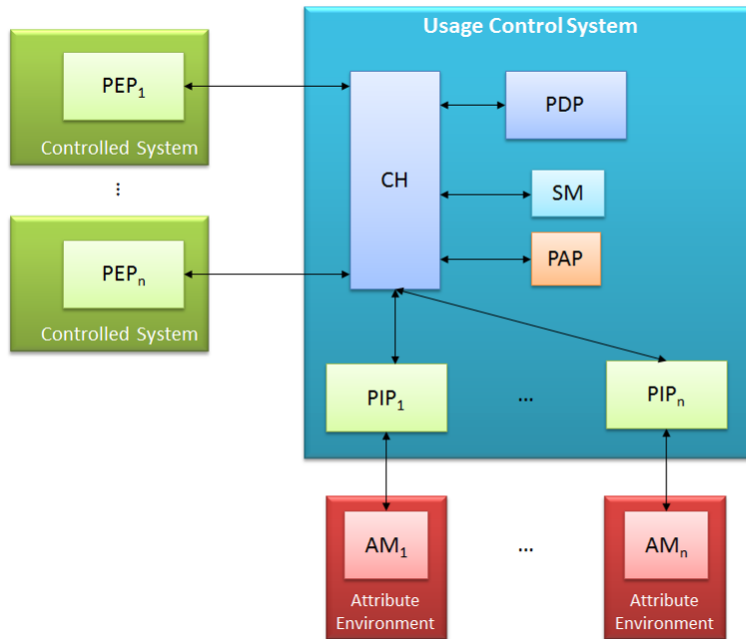 Usage Control System
PEP₁
Controlled System
⋮
PEPₙ
Controlled System
CH
PDP
SM
PAP
PIP₁
...
PIPₙ
AM₁
Attribute
Environment
...
AMₙ
Attribute
Environment